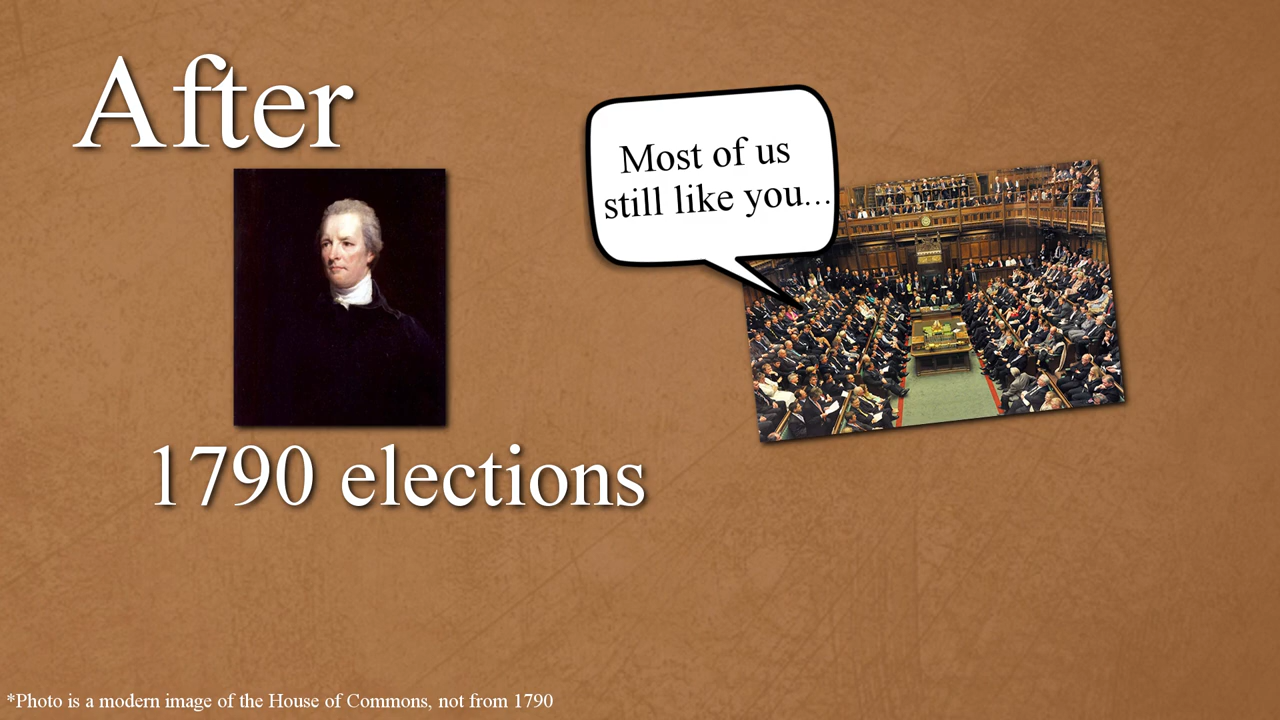 After
Most of us
still like you...
1790 elections
*Photo is a modern image of the House of Commons, not from 1790